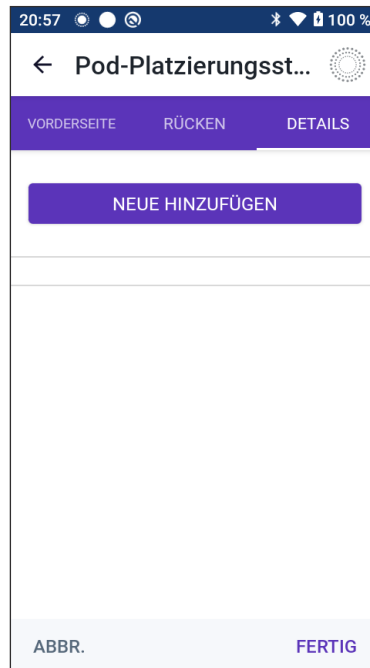 20:57 100 %
Pod-Platzierungsst...
VORDERSEITE RÜCKEN DETAILS
NEUE HINZUFÜGEN
ABBR. FERTIG